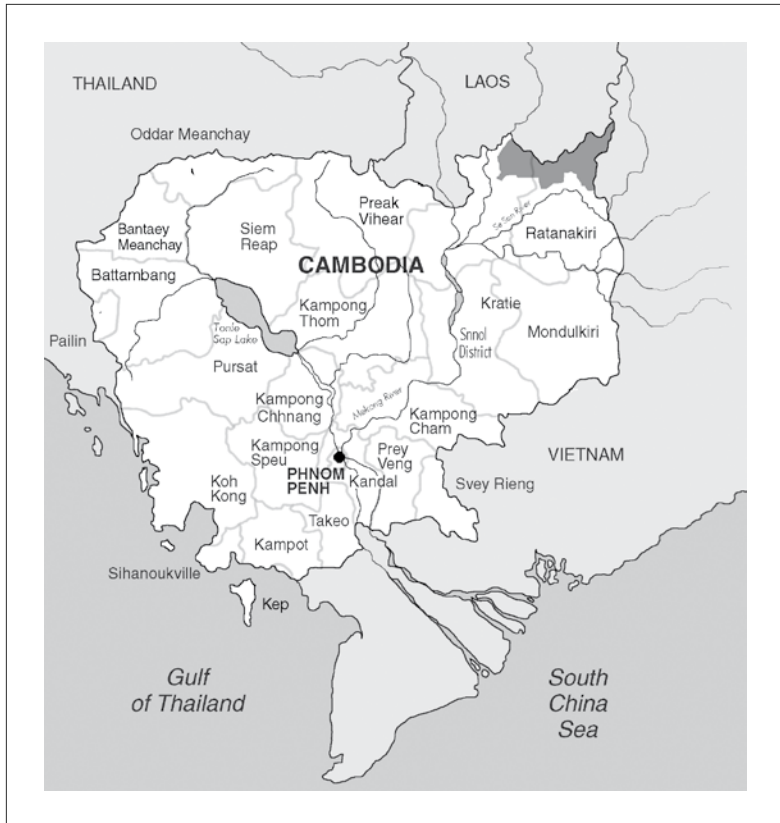 THAILAND
LAOS
Oddar Meanchay
Preak
Vihear
Se San River
Bantaey
Meanchay
Siem
Reap
Ratanakiri
Battarnbang
CAMBODIA
Kampong
Thom
Kratie
Mondulkiri
Snnol
District
Pailin
Tonle
Sap Lake
Pursat
Kampong
Chhnang
Mekong River
Kampong
Cham
Kampong
Speu
Prey
Veng
VIETNAM
PHNOM
PENH
Kandal
Svey Rieng
Koh
Kong
Takeo
Kampot
Sihanoukville
Kep
Gulf
of Thailand
South
China
Sea